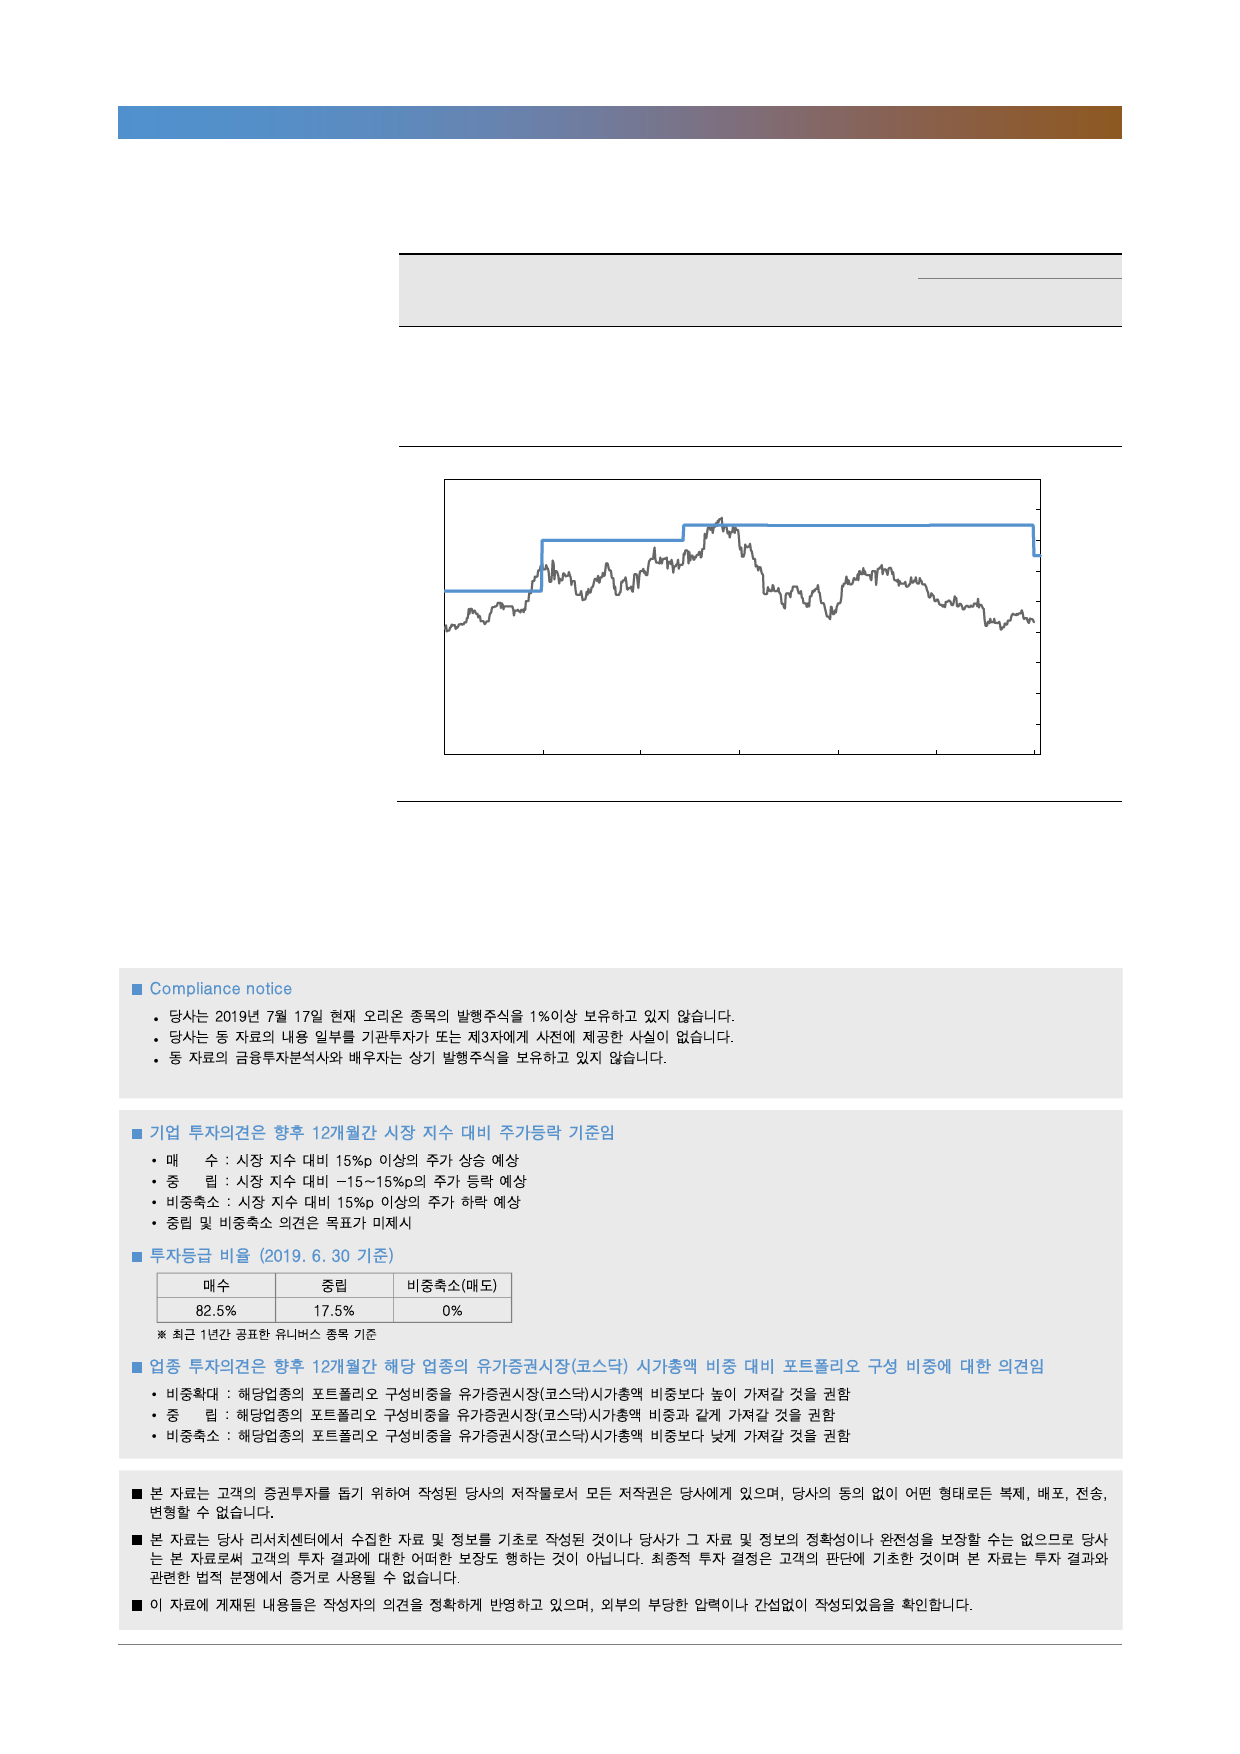 ■ Compliance notice
• 당사는 2019년 7월 17일 현재 오리온 종목의 발행주식을 1%이상 보유하고 있지 않습니다.
• 당사는 동 자료의 내용 일부를 기관투자가 또는 제3자에게 사전에 제공한 사실이 없습니다.
• 동 자료의 금융투자분석사와 배우자는 상기 발행주식을 보유하고 있지 않습니다.
■ 기업 투자의견은 향후 12개월간 시장 지수 대비 주가등락 기준임
• 매 수 : 시장 지수 대비 15%p 이상의 주가 상승 예상
• 중 립 : 시장 지수 대비 -15~15%p의 주가 등락 예상
• 비중축소 : 시장 지수 대비 15%p 이상의 주가 하락 예상
• 중립 및 비중축소 의견은 목표가 미제시
■ 투자등급 비율 (2019. 6. 30 기준)
매수 중립 비중축소(매도)
82.5% 17.5% 0%
※ 최근 1년간 공표한 유니버스 종목 기준
■ 업종 투자의견은 향후 12개월간 해당 업종의 유가증권시장(코스닥) 시가총액 비중 대비 포트폴리오 구성 비중에 대한 의견임
• 비중확대 : 해당업종의 포트폴리오 구성비중을 유가증권시장(코스닥)시가총액 비중보다 높이 가져갈 것을 권함
• 중 립 : 해당업종의 포트폴리오 구성비중을 유가증권시장(코스닥)시가총액 비중과 같게 가져갈 것을 권함
• 비중축소 : 해당업종의 포트폴리오 구성비중을 유가증권시장(코스닥)시가총액 비중보다 낮게 가져갈 것을 권함
■ 본 자료는 고객의 증권투자를 돕기 위하여 작성된 당사의 저작물로서 모든 저작권은 당사에게 있으며, 당사의 동의 없이 어떤 형태로든 복제, 배포, 전송,
변형할 수 없습니다.
■ 본 자료는 당사 리서치센터에서 수집한 자료 및 정보를 기초로 작성된 것이나 당사가 그 자료 및 정보의 정확성이나 완전성을 보장할 수는 없으므로 당사
는 본 자료로써 고객의 투자 결과에 대한 어떠한 보장도 행하는 것이 아닙니다. 최종적 투자 결정은 고객의 판단에 기초한 것이며 본 자료는 투자 결과와
관련한 법적 분쟁에서 증거로 사용될 수 없습니다.
■ 이 자료에 게재된 내용들은 작성자의 의견을 정확하게 반영하고 있으며, 외부의 부당한 압력이나 간섭없이 작성되었음을 확인합니다.